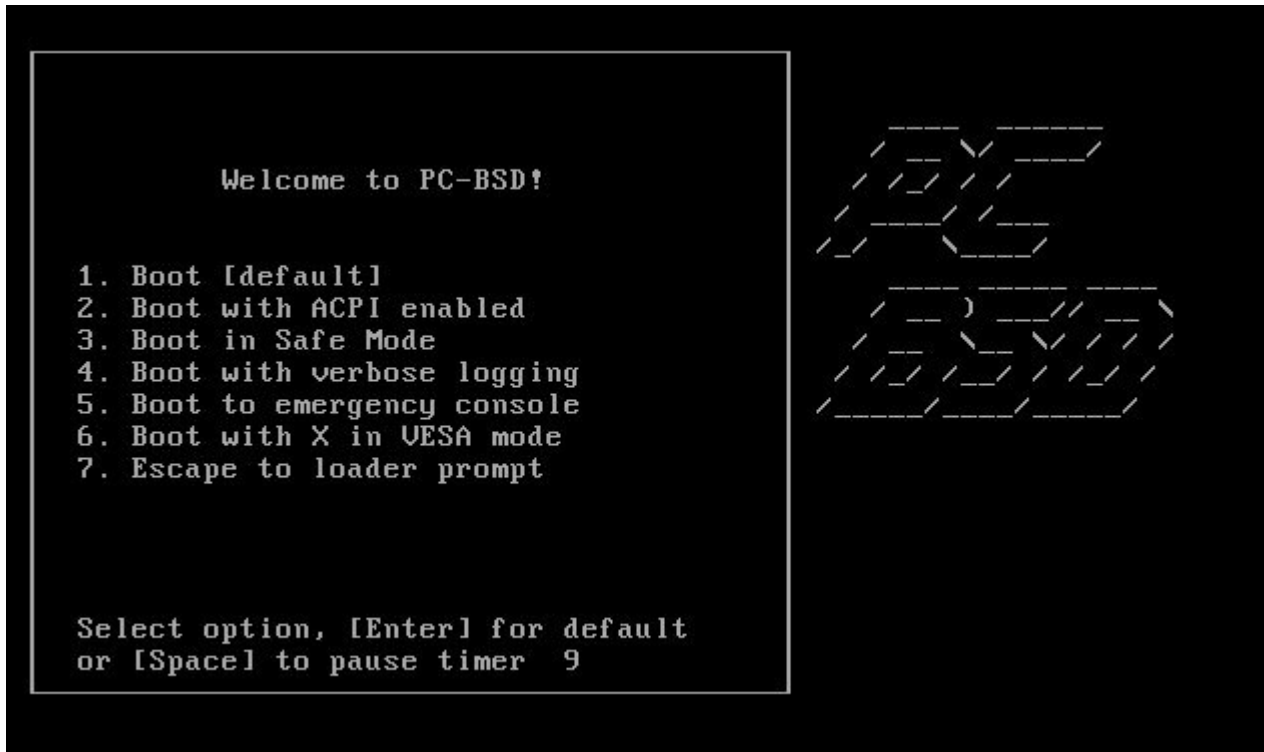 Welcome to PC-BSD!
1. Boot [default]
2. Boot with ACPI enabled
3. Boot in Safe Mode
4. Boot with verbose logging
5. Boot to emergency console
6. Boot with X in VESA mode
7. Escape to loader prompt
Select option, [Enter] for default
or [Space] to pause timer 9
PC
BSD